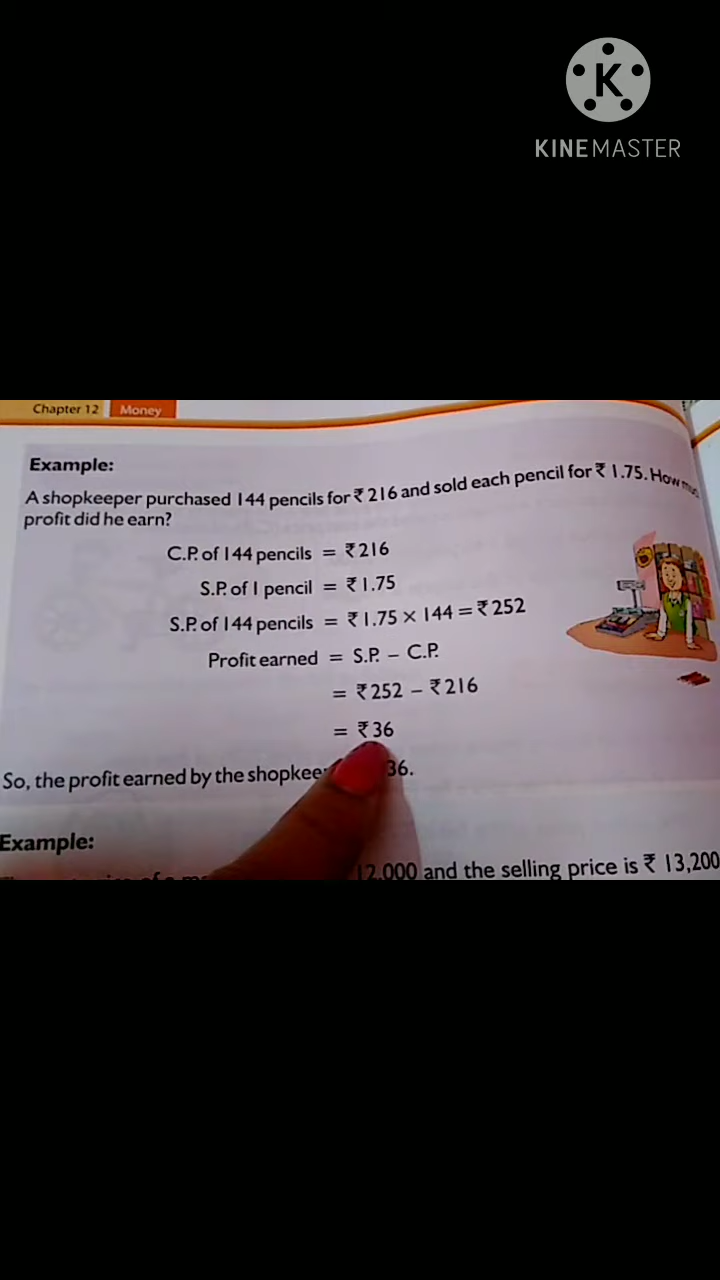 K
KINEMASTER
Chapter 12 Money
Example:
A shopkeeper purchased 144 pencils for ₹ 216 and sold each pencil for ₹ 1.75. How
profit did he earn?
C.P. of 144 pencils = ₹ 216
S.P. of 1 pencil = ₹ 1.75
S.P. of 144 pencils = ₹ 1.75 × 144 = ₹ 252
Profit earned = S.P. – C.P.
= ₹ 252 – ₹ 216
= ₹ 36
So, the profit earned by the 36.
Example:
12,000 and the selling price is ₹ 13,200